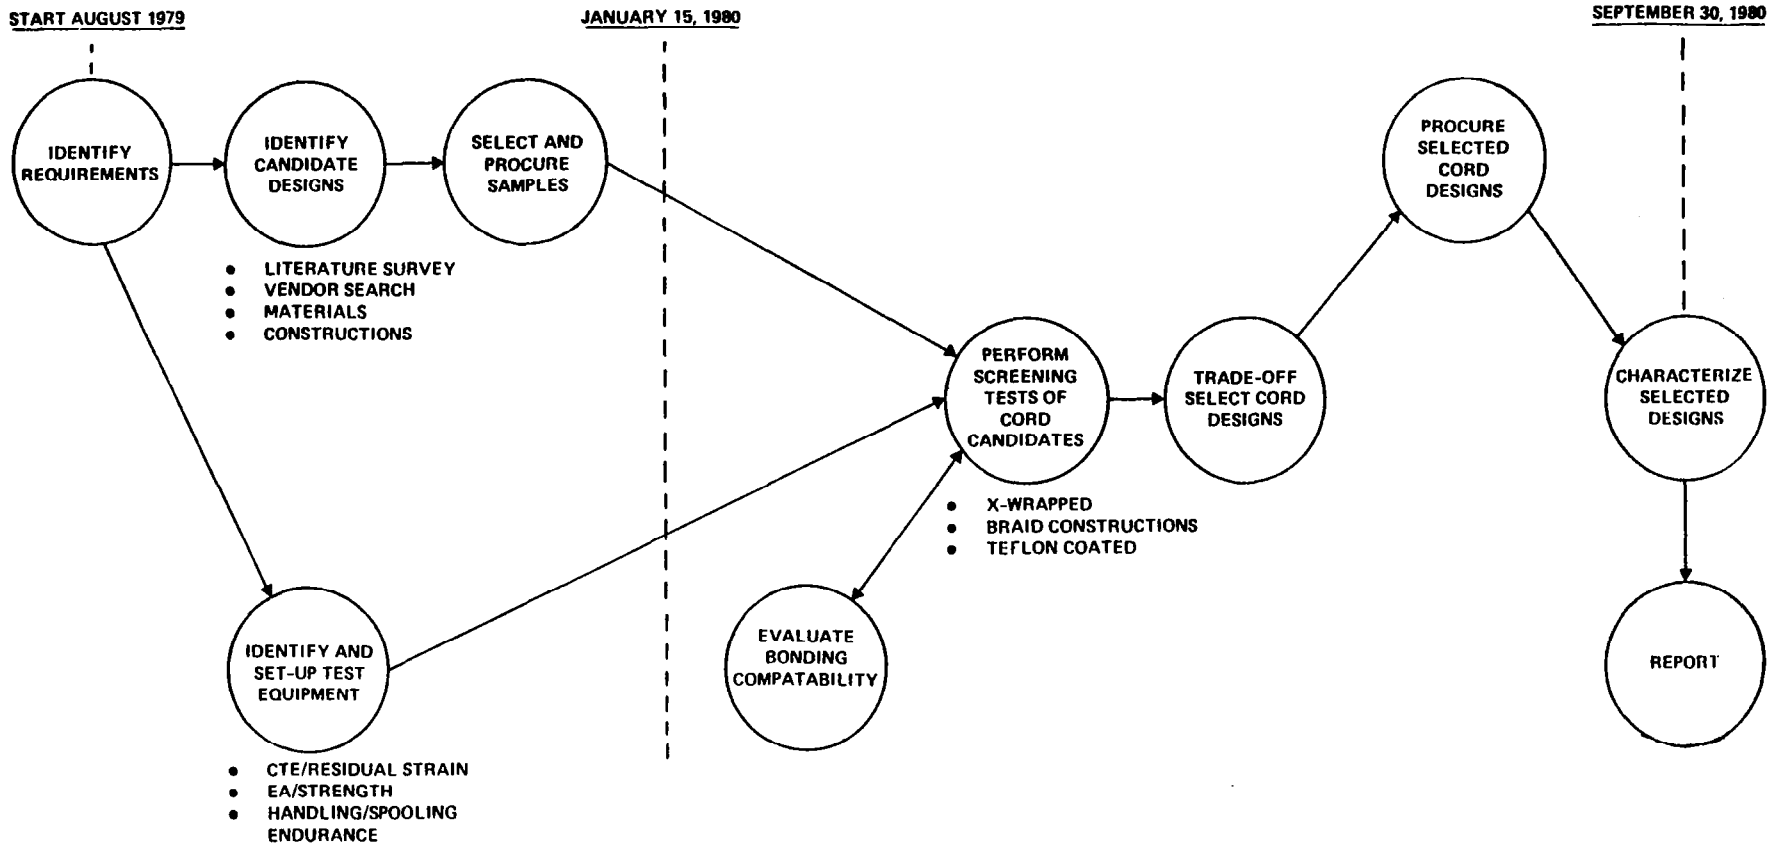 START AUGUST 1979
JANUARY 15, 1980
SEPTEMBER 30, 1980
IDENTIFY
REQUIREMENTS
IDENTIFY
CANDIDATE
DESIGNS
SELECT AND
PROCURE
SAMPLES
PROCURE
SELECTED
CORD
DESIGNS
● LITERATURE SURVEY
● VENDOR SEARCH
● MATERIALS
● CONSTRUCTIONS
PERFORM
SCREENING
TESTS OF
CORD
CANDIDATES
TRADE-OFF
SELECT CORD
DESIGNS
CHARACTERIZE
SELECTED
DESIGNS
● X-WRAPPED
● BRAID CONSTRUCTIONS
● TEFLON COATED
IDENTIFY AND
SET-UP TEST
EQUIPMENT
EVALUATE
BONDING
COMPATABILITY
REPORT
● CTE/RESIDUAL STRAIN
● EA/STRENGTH
● HANDLING/SPOOLING
ENDURANCE